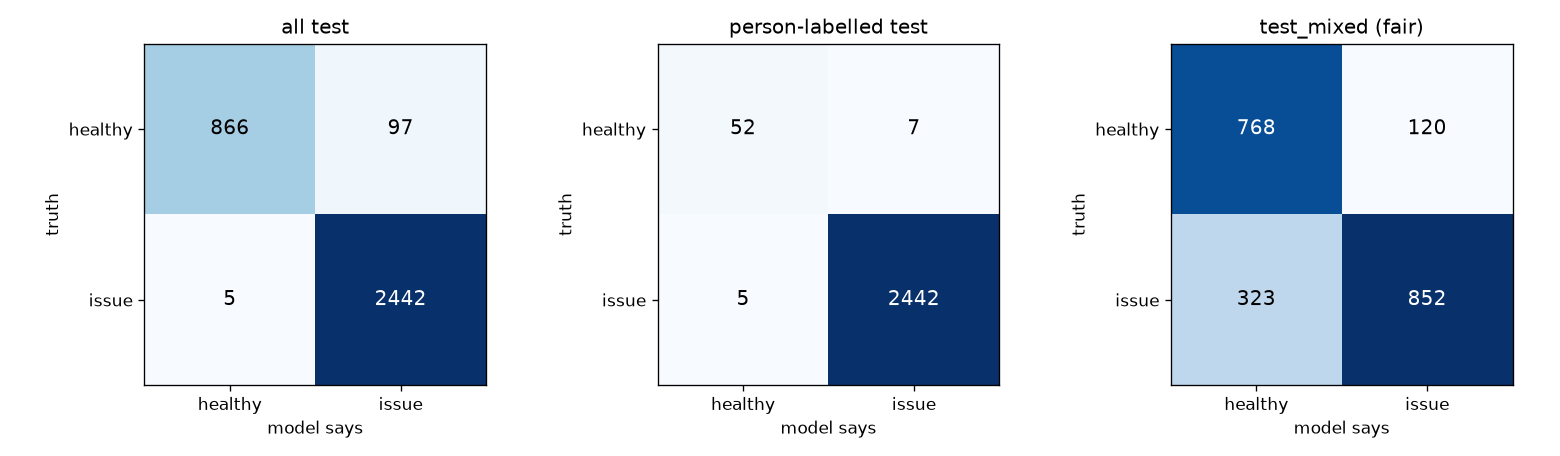 all test
person-labelled test
test_mixed (fair)
healthy
866
97
healthy
52
7
healthy
768
120
truth
truth
truth
issue
5
2442
issue
5
2442
issue
323
852
healthy
issue
healthy
issue
healthy
issue
model says
model says
model says